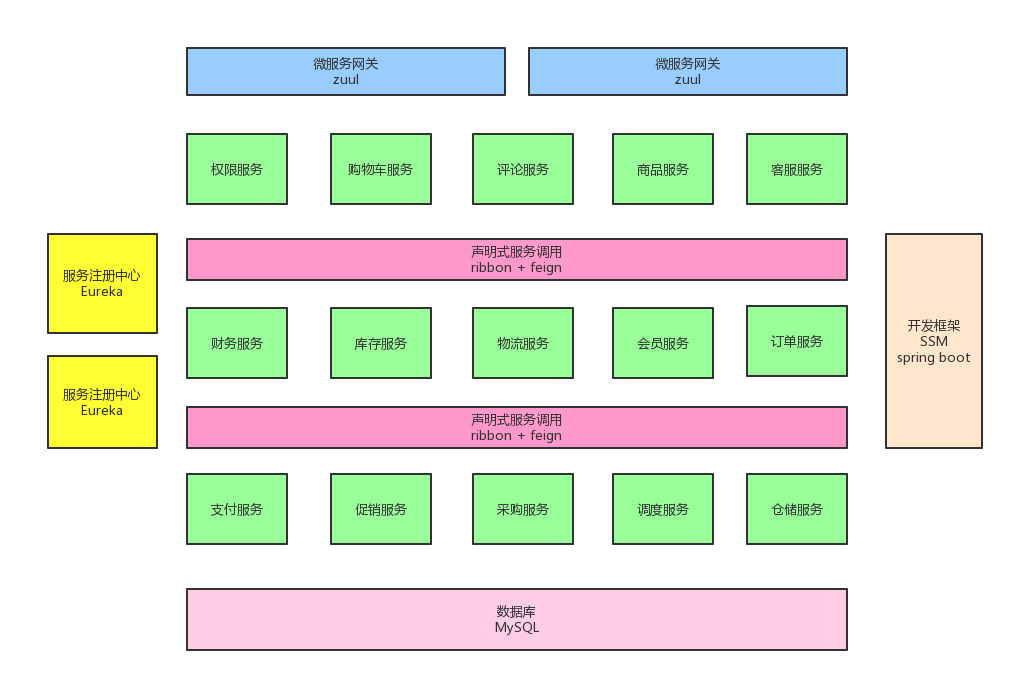 微服务网关
zuul
微服务网关
zuul
权限服务
购物车服务
评论服务
商品服务
客服服务
声明式服务调用
ribbon + feign
服务注册中心
Eureka
财务服务
库存服务
物流服务
会员服务
订单服务
开发框架
SSM
spring boot
服务注册中心
Eureka
声明式服务调用
ribbon + feign
支付服务
促销服务
采购服务
调度服务
仓储服务
数据库
MySQL